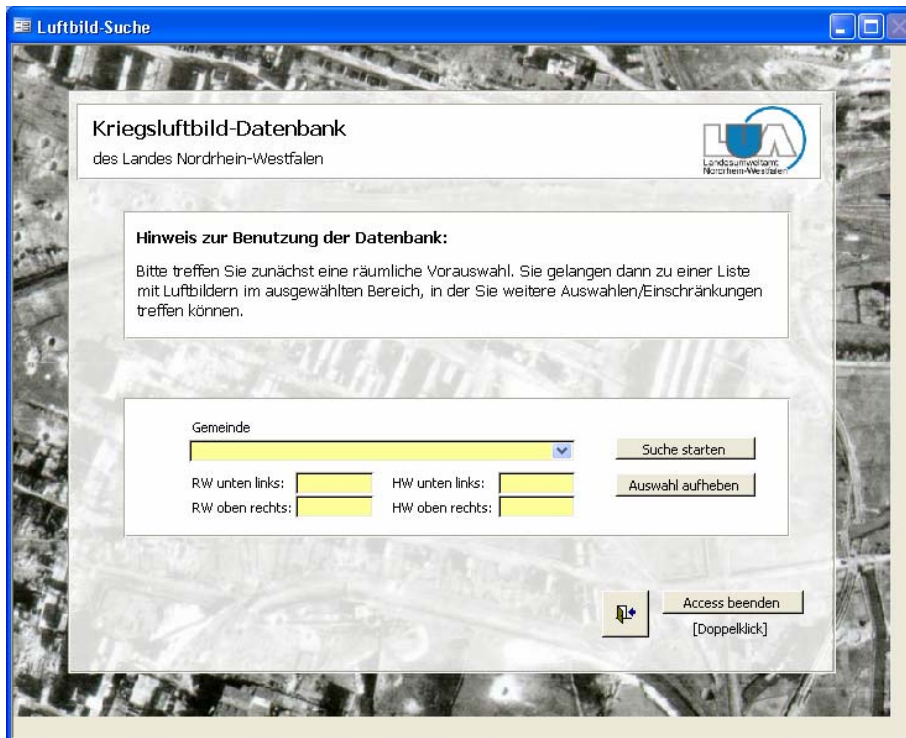 Luftbild-Suche
Kriegsluftbild-Datenbank
des Landes Nordrhein-Westfalen
LUA
Landesumweltamt
Nordrhein-Westfalen
Hinweis zur Benutzung der Datenbank:
Bitte treffen Sie zunächst eine räumliche Vorauswahl. Sie gelangen dann zu einer Liste
mit Luftbildern im ausgewählten Bereich, in der Sie weitere Auswahlen/Einschränkungen
treffen können.
Gemeinde
Suche starten
RW unten links: HW unten links:
Auswahl aufheben
RW oben rechts: HW oben rechts:
Access beenden
[Doppelklick]